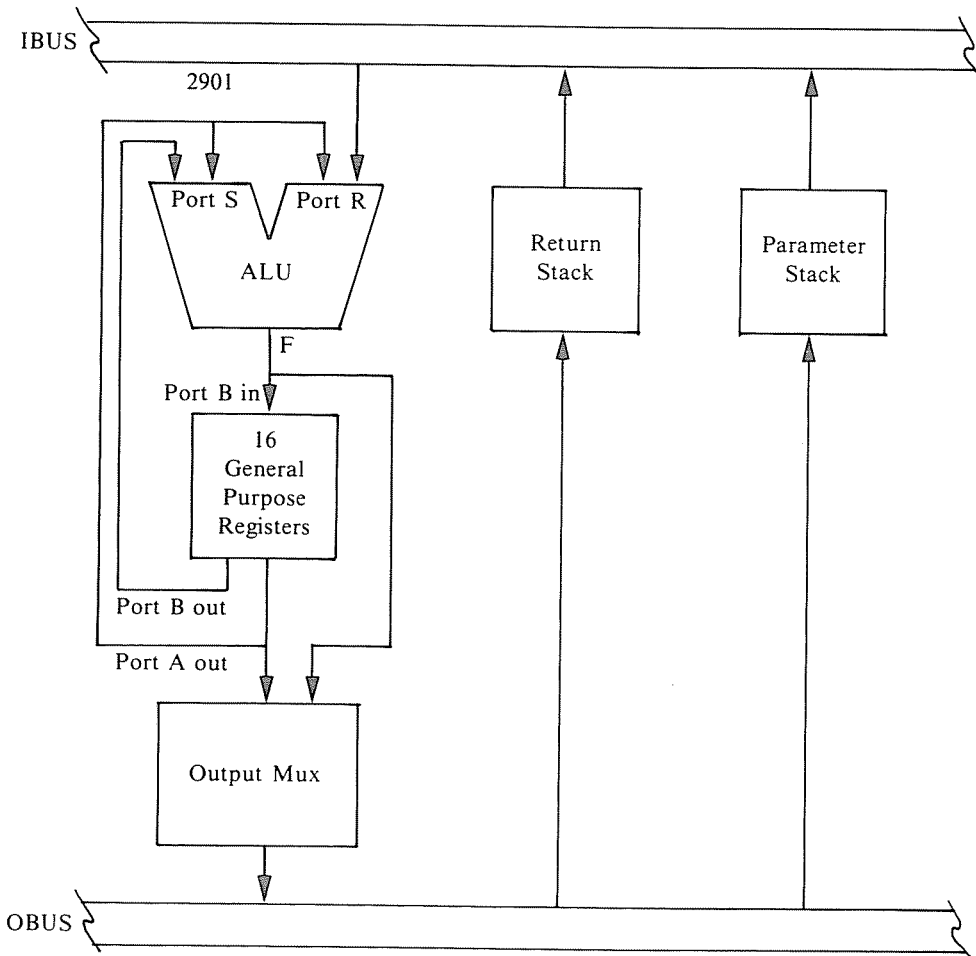 IBUS
2901
Port S
Port R
ALU
F
Port B in
16
General
Purpose
Registers
Port B out
Port A out
Output Mux
OBUS
Return
Stack
Parameter
Stack